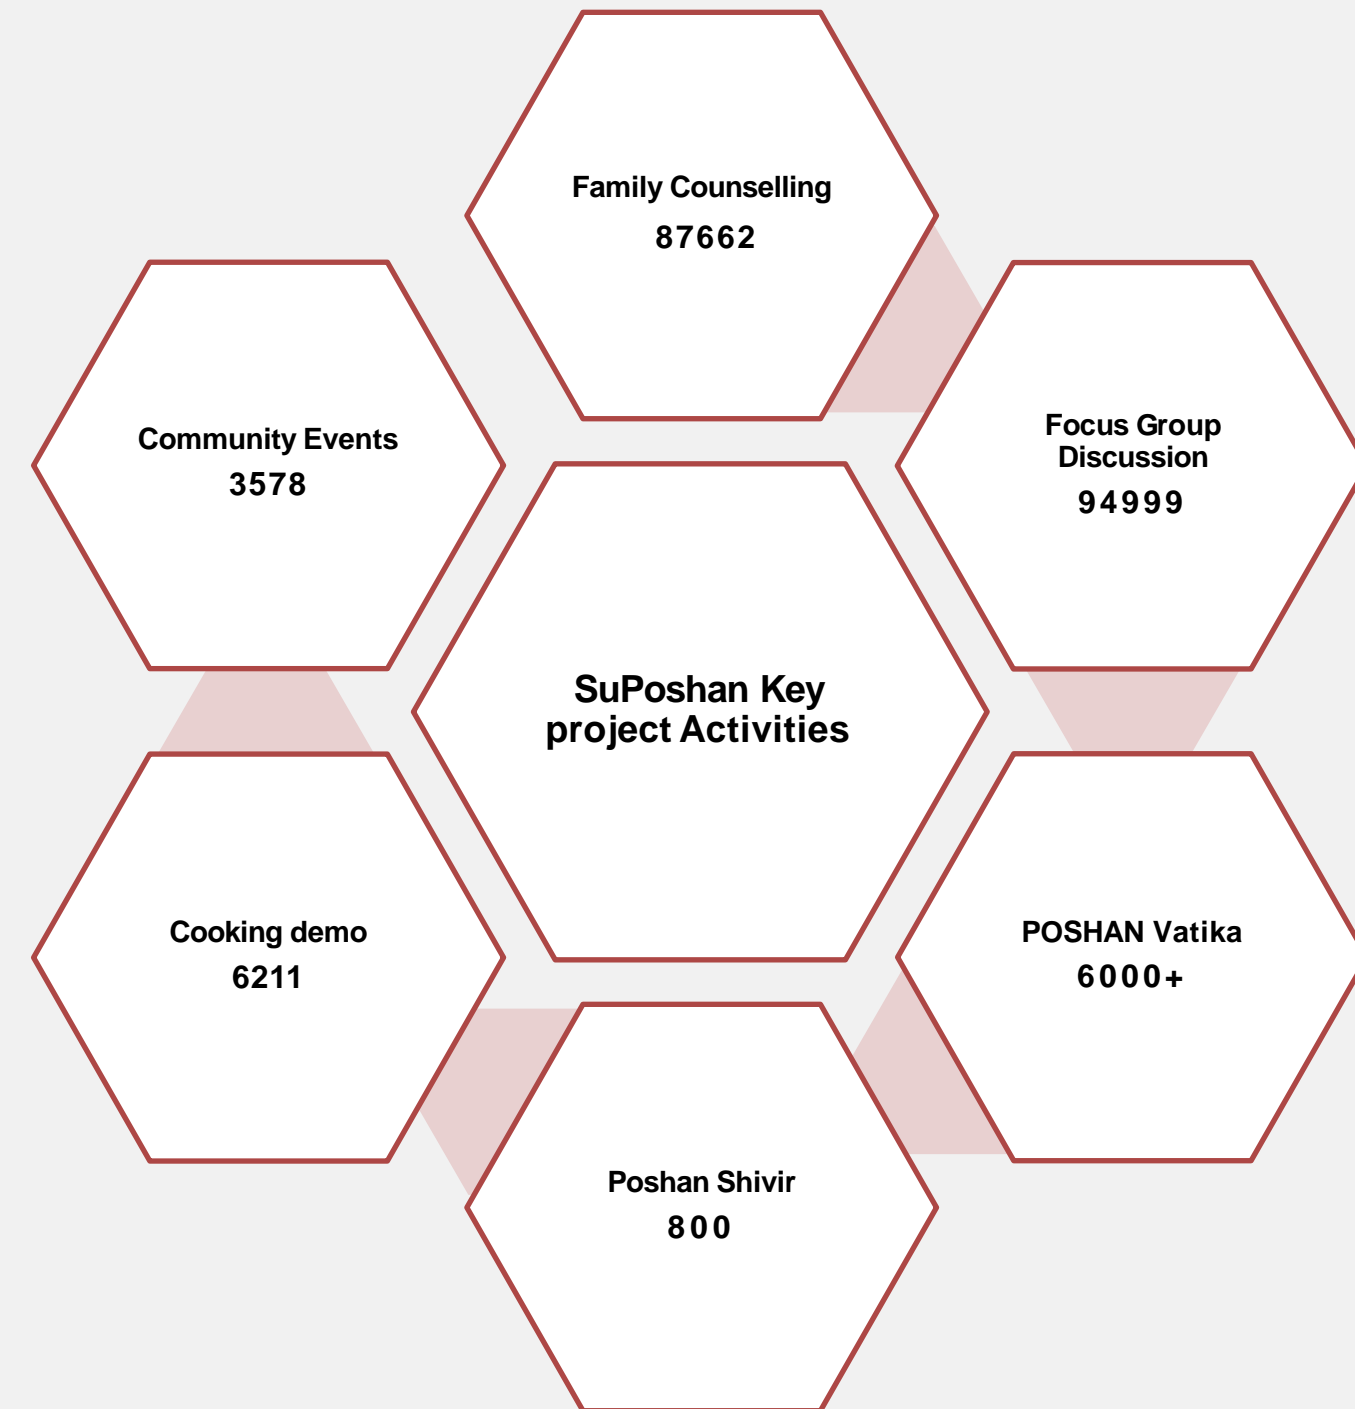 Family Counselling
87662
Focus Group
Discussion
94999
Community Events
3578
SuPoshan Key
project Activities
Cooking demo
6211
POSHAN Vatika
6000+
Poshan Shivir
800